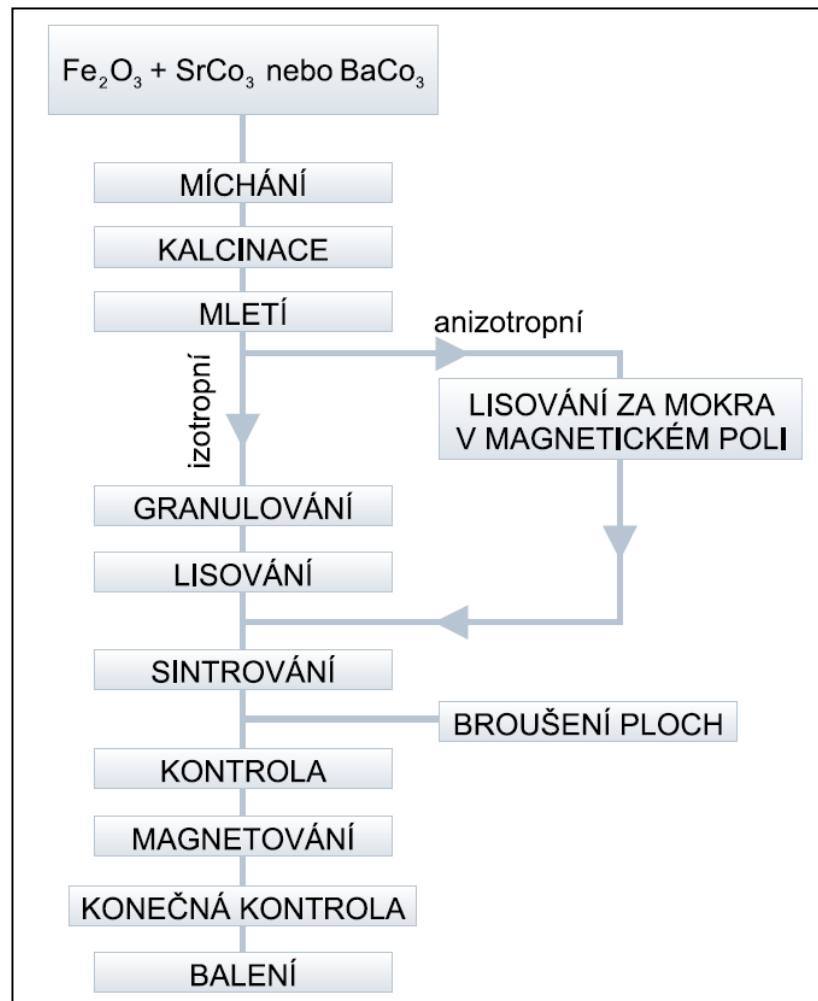 Fe₂O₃ + SrCo₃ nebo BaCo₃
MÍCHÁNÍ
KALCINACE
MLETÍ
anizotropní
izotropní
LISOVÁNÍ ZA MOKRA
V MAGNETICKÉM POLI
GRANULOVÁNÍ
LISOVÁNÍ
SINTROVÁNÍ
BROUŠENÍ PLOCH
KONTROLA
MAGNETOVÁNÍ
KONEČNÁ KONTROLA
BALENÍ